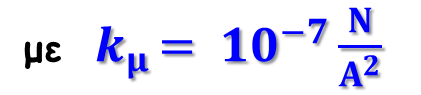 με k_μ = 10⁻⁷ N/A²